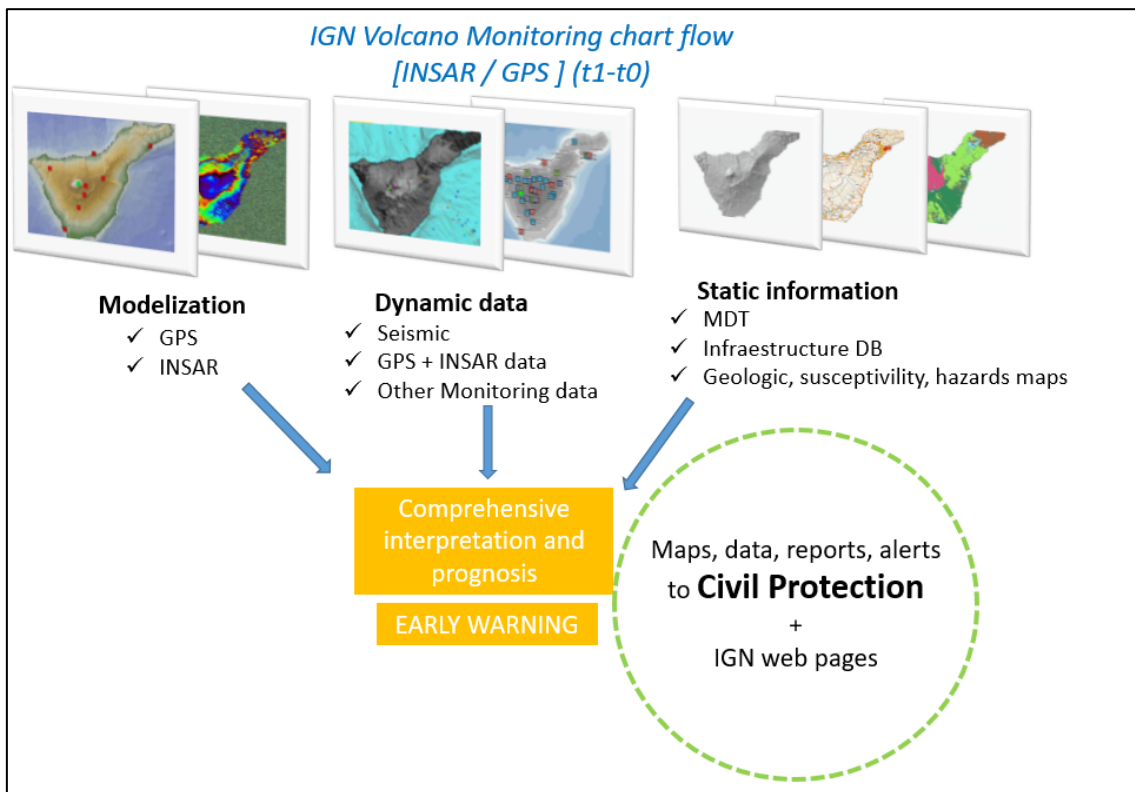 IGN Volcano Monitoring chart flow
[INSAR / GPS ] (t1-t0)
Modelization
✓ GPS
✓ INSAR
Dynamic data
✓ Seismic
✓ GPS + INSAR data
✓ Other Monitoring data
Static information
✓ MDT
✓ Infraestructure DB
✓ Geologic, susceptivility, hazards maps
Comprehensive
interpretation and
prognosis
EARLY WARNING
Maps, data, reports, alerts
to Civil Protection
+
IGN web pages